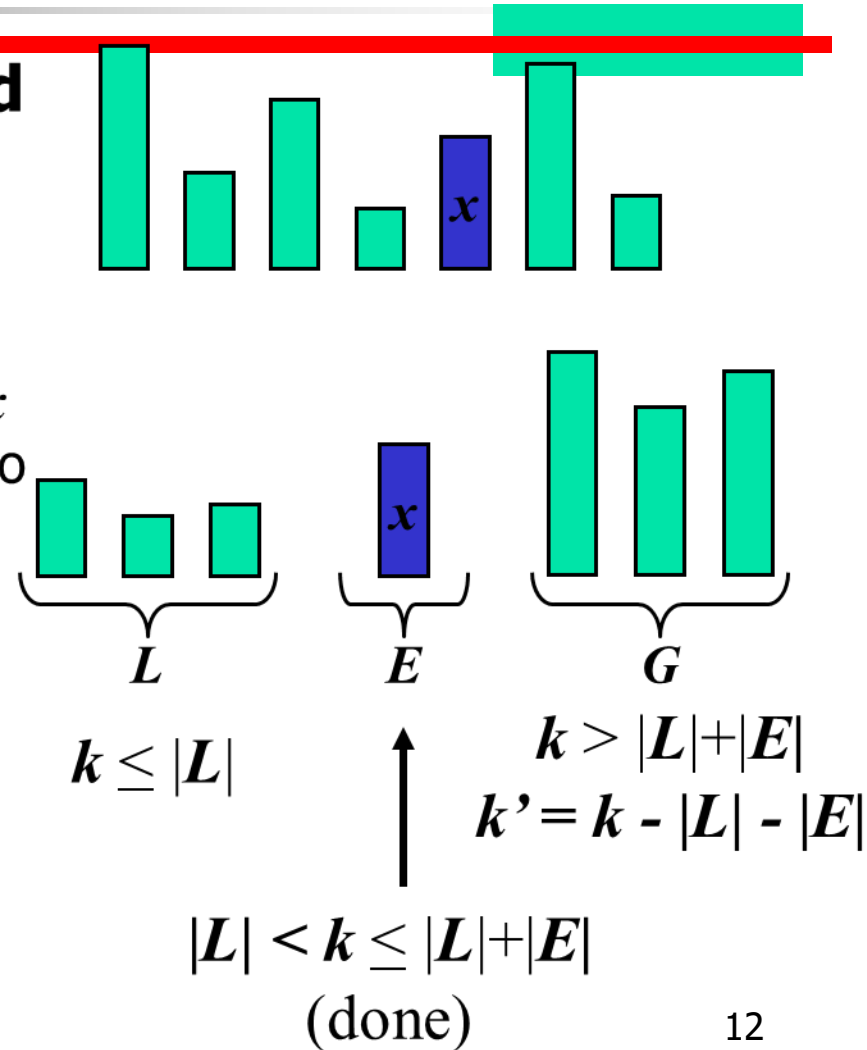 d
x
x
o
x
L E G
k ≤ |L|
k > |L|+|E|
k’ = k - |L| - |E|
|L| < k ≤ |L|+|E|
(done)
12